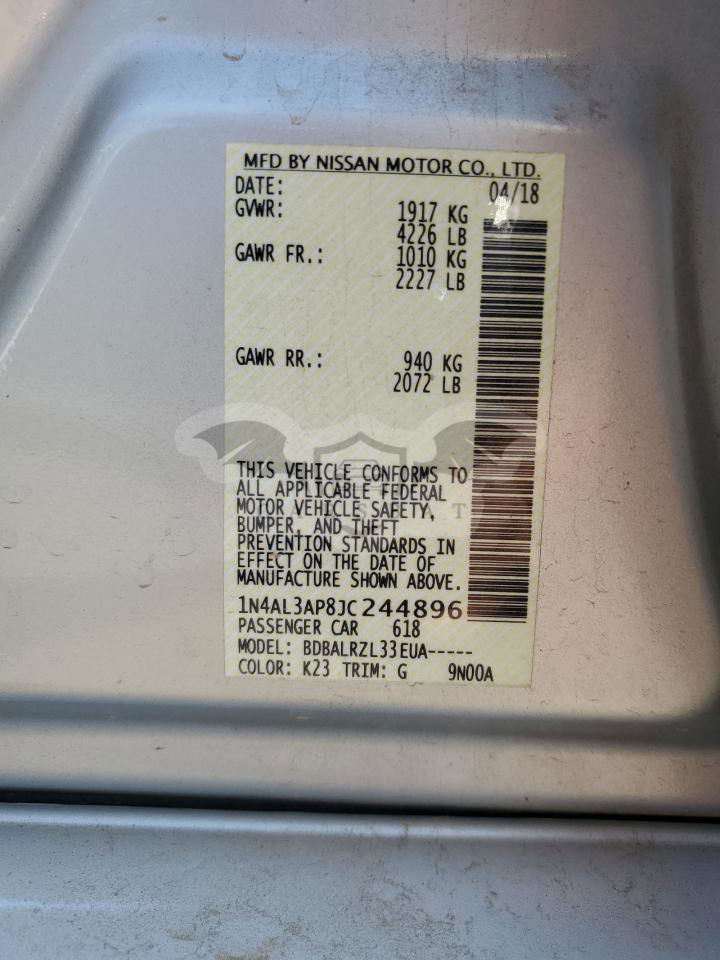 MFD BY NISSAN MOTOR CO., LTD.
DATE: 04/18
GVWR: 1917 KG
4226 LB
GAWR FR.: 1010 KG
2227 LB
GAWR RR.: 940 KG
2072 LB
THIS VEHICLE CONFORMS TO
ALL APPLICABLE FEDERAL
MOTOR VEHICLE SAFETY,
BUMPER, AND THEFT
PREVENTION STANDARDS IN
EFFECT ON THE DATE OF
MANUFACTURE SHOWN ABOVE.
1N4AL3AP8JC244896
PASSENGER CAR 618
MODEL: BDBALRZL33EUA-----
COLOR: K23 TRIM: G 9N00A